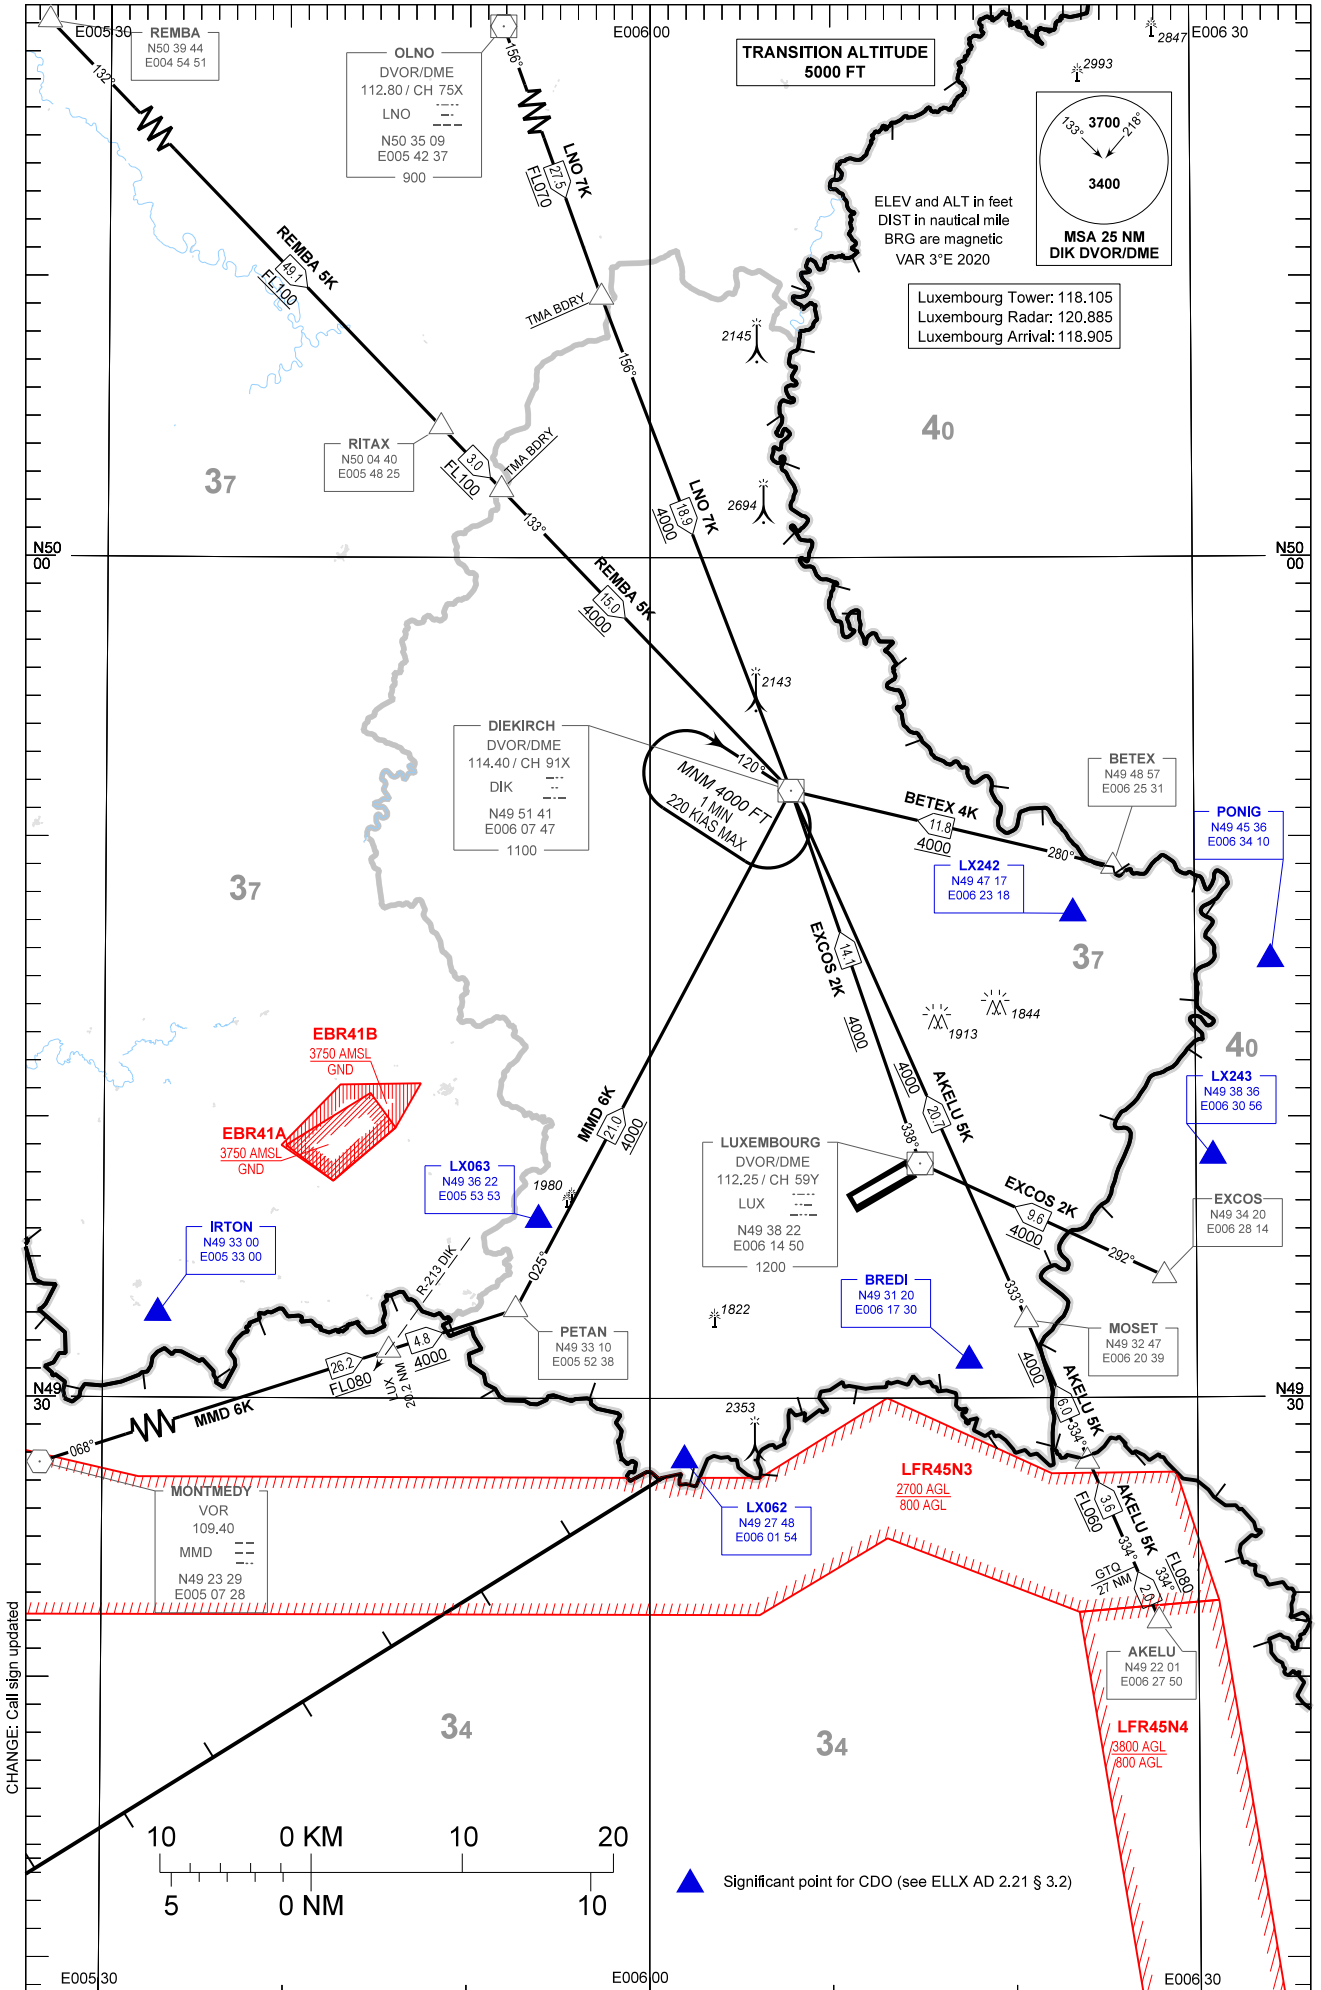 E005 30
E006 00
E006 30
REMBA
N50 39 44
E004 54 51
OLNO
DVOR/DME
112.80 / CH 75X
LNO
N50 35 09
E005 42 37
900
TRANSITION ALTITUDE
5000 FT
2847
2993
133°
3700
218°
3400
MSA 25 NM
DIK DVOR/DME
ELEV and ALT in feet
DIST in nautical mile
BRG are magnetic
VAR 3°E 2020
Luxembourg Tower: 118.105
Luxembourg Radar: 120.885
Luxembourg Arrival: 118.905
132°
156°
LNO 7K
27.5
FL070
REMBA 5K
49.1
FL100
TMA BDRY
156°
2145
RITAX
N50 04 40
E005 48 25
3.0
FL100
TMA BDRY
37
40
133°
LNO 7K
18.9
4000
2694
N50
00
N50
00
REMBA 5K
15.0
4000
2143
DIEKIRCH
DVOR/DME
114.40 / CH 91X
DIK
N49 51 41
E006 07 47
1100
120°
MNM 4000 FT
1 MIN
220 KIAS MAX
BETEX 4K
11.8
4000
280°
BETEX
N49 48 57
E006 25 31
PONIG
N49 45 36
E006 34 10
LX242
N49 47 17
E006 23 18
37
37
EXCOS 2K
14.1
4000
1913
1844
40
EBR41B
3750 AMSL
GND
EBR41A
3750 AMSL
GND
4000
AKELU 5K
20.7
338°
LX243
N49 38 36
E006 30 56
MMD 6K
21.0
4000
LUXEMBOURG
DVOR/DME
112.25 / CH 59Y
LUX
N49 38 22
E006 14 50
1200
LX063
N49 36 22
E005 53 53
1980
EXCOS 2K
9.6
4000
292°
EXCOS
N49 34 20
E006 28 14
IRTON
N49 33 00
E005 33 00
R-213 DIK
025°
BREDI
N49 31 20
E006 17 30
333°
1822
PETAN
N49 33 10
E005 52 38
MOSET
N49 32 47
E006 20 39
4.8
4000
26.2
FL080
LUX
20.2 NM
MMD 6K
068°
N49
30
N49
30
4000
AKELU 5K
6.0
334°
2353
MONTMEDY
VOR
109.40
MMD
N49 23 29
E005 07 28
LX062
N49 27 48
E006 01 54
LFR45N3
2700 AGL
800 AGL
AKELU 5K
3.6
FL060
334°
GTQ
27 NM
FL080
334°
2.0
AKELU
N49 22 01
E006 27 50
LFR45N4
3800 AGL
800 AGL
34
34
CHANGE: Call sign updated
10 0 KM 10 20
5 0 NM 10
Significant point for CDO (see ELLX AD 2.21 § 3.2)
E005 30
E006 00
E006 30